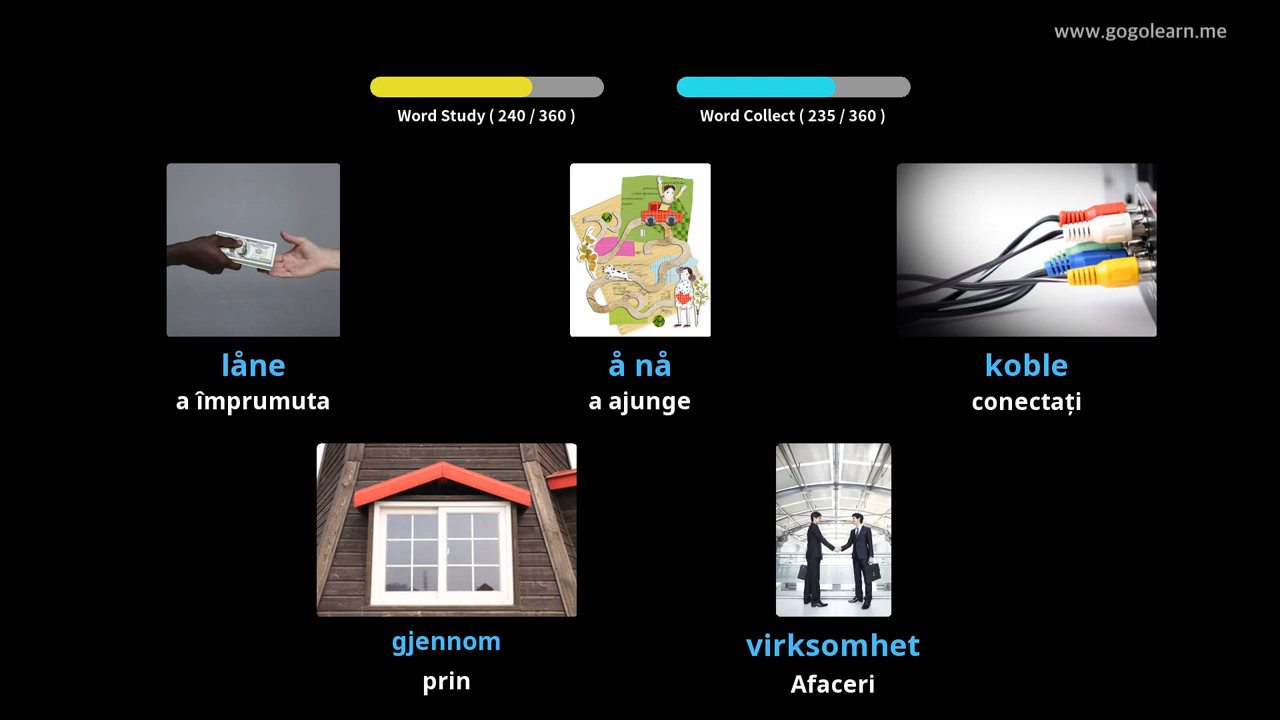 www.gogolearn.me
Word Study ( 240 / 360 )
Word Collect ( 235 / 360 )
låne
a împrumuta
å nå
a ajunge
koble
conectați
gjennom
prin
virksomhet
Afaceri